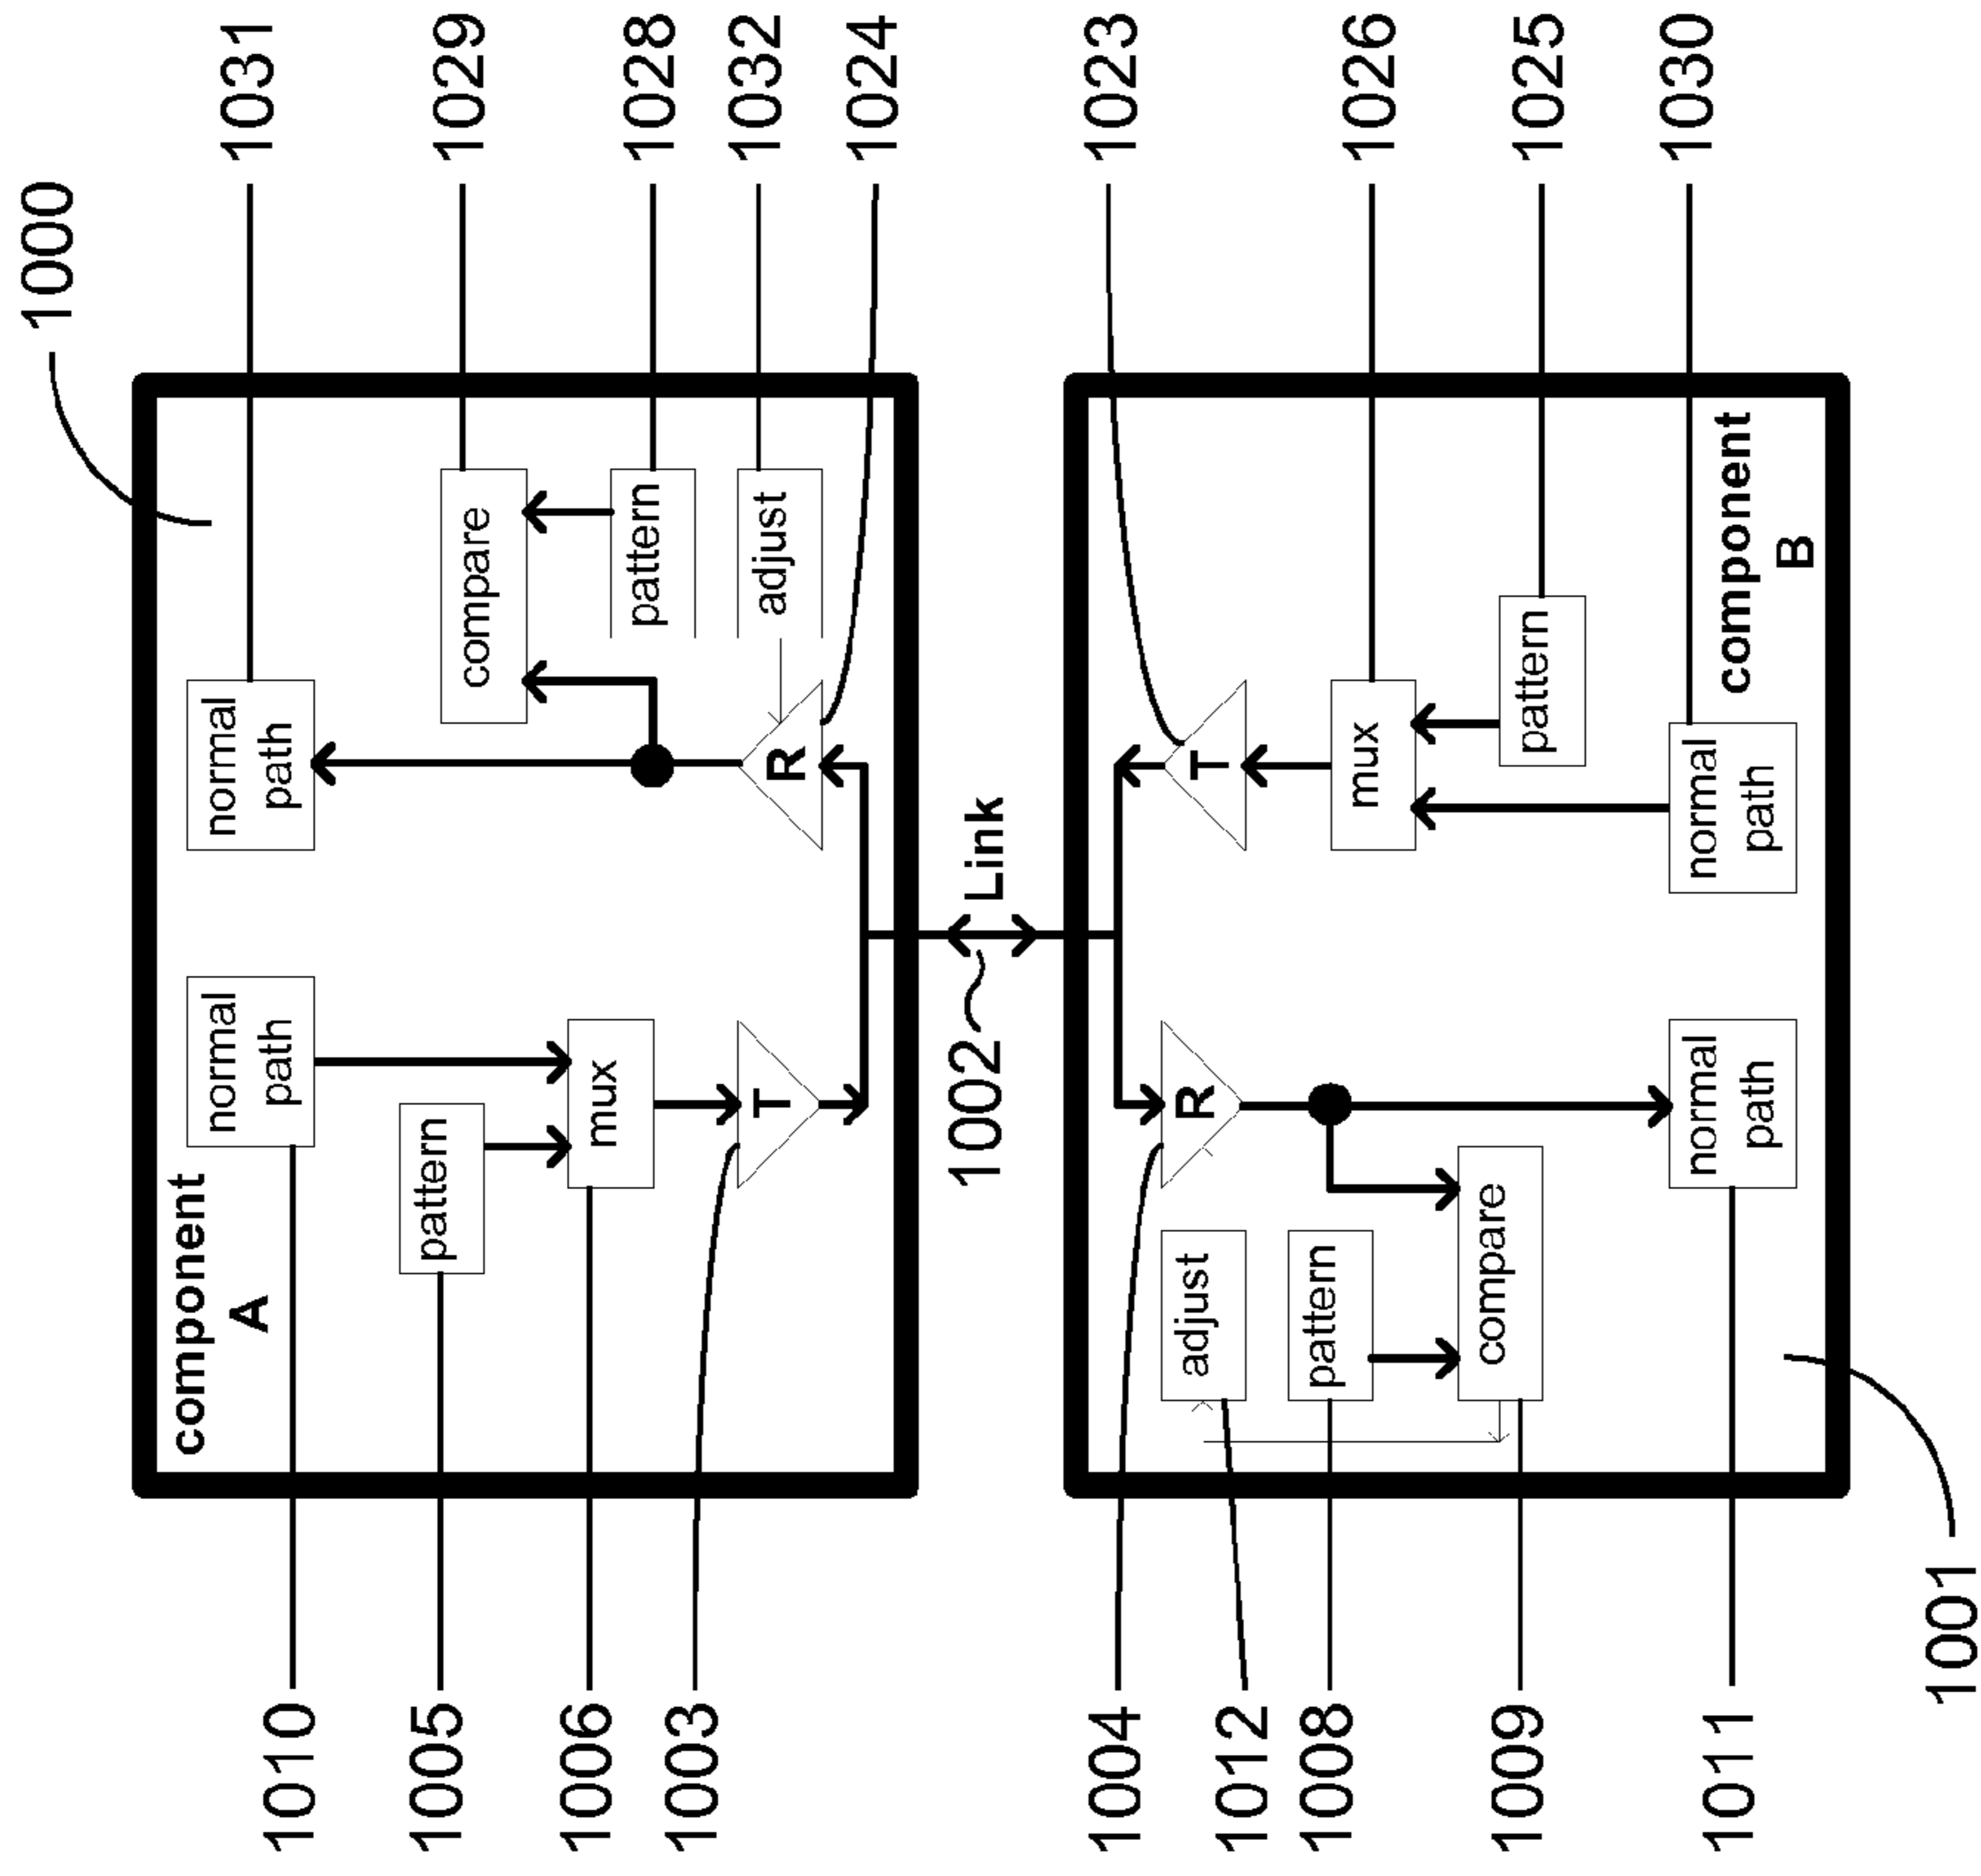 1000
1031
1029
1028
1032
1024
1023
1026
1025
1030
normal
path
compare
pattern
adjust
R
T
mux
pattern
normal
path
component
B
Link
1002
component
A
normal
path
pattern
mux
T
R
adjust
pattern
compare
normal
path
1010
1005
1006
1003
1004
1012
1008
1009
1011
1001